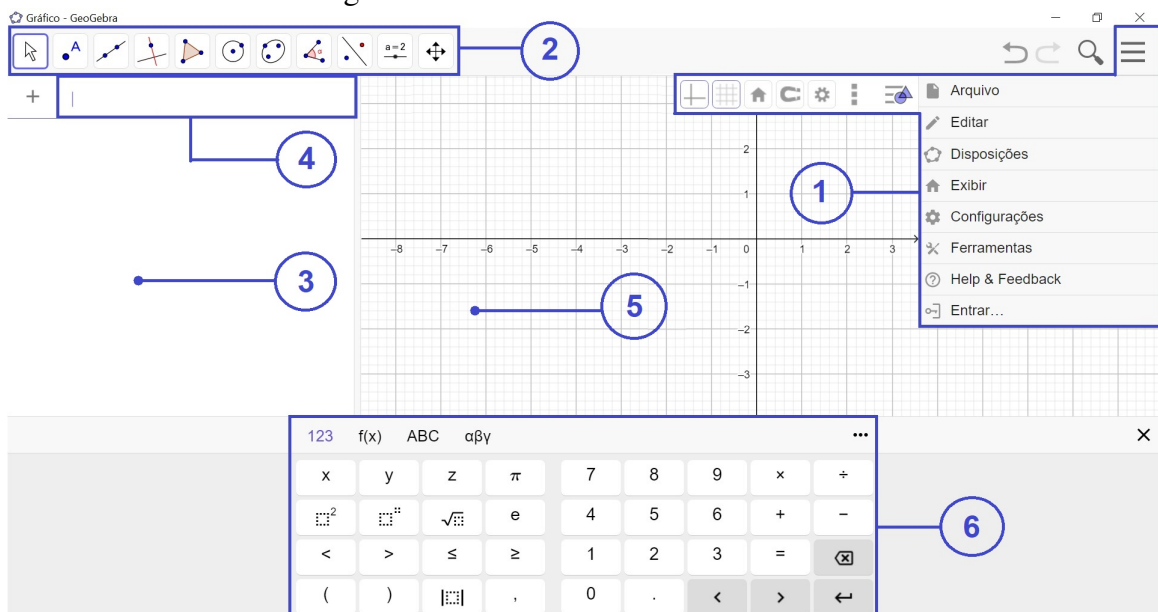 Gráfico - GeoGebra
A
α
a=2
2
+
4
Arquivo
Editar
Disposições
Exibir
Configurações
Ferramentas
Help & Feedback
Entrar...
1
2
1
-8 -7 -6 -5 -4 -3 -2 -1 0 1 2 3
-1
-2
-3
3
5
123 f(x) ABC αβγ ...
x y z π 7 8 9 × ÷
² √ e 4 5 6 + −
< > ≤ ≥ 1 2 3 =
( ) | | , 0 . < >
6